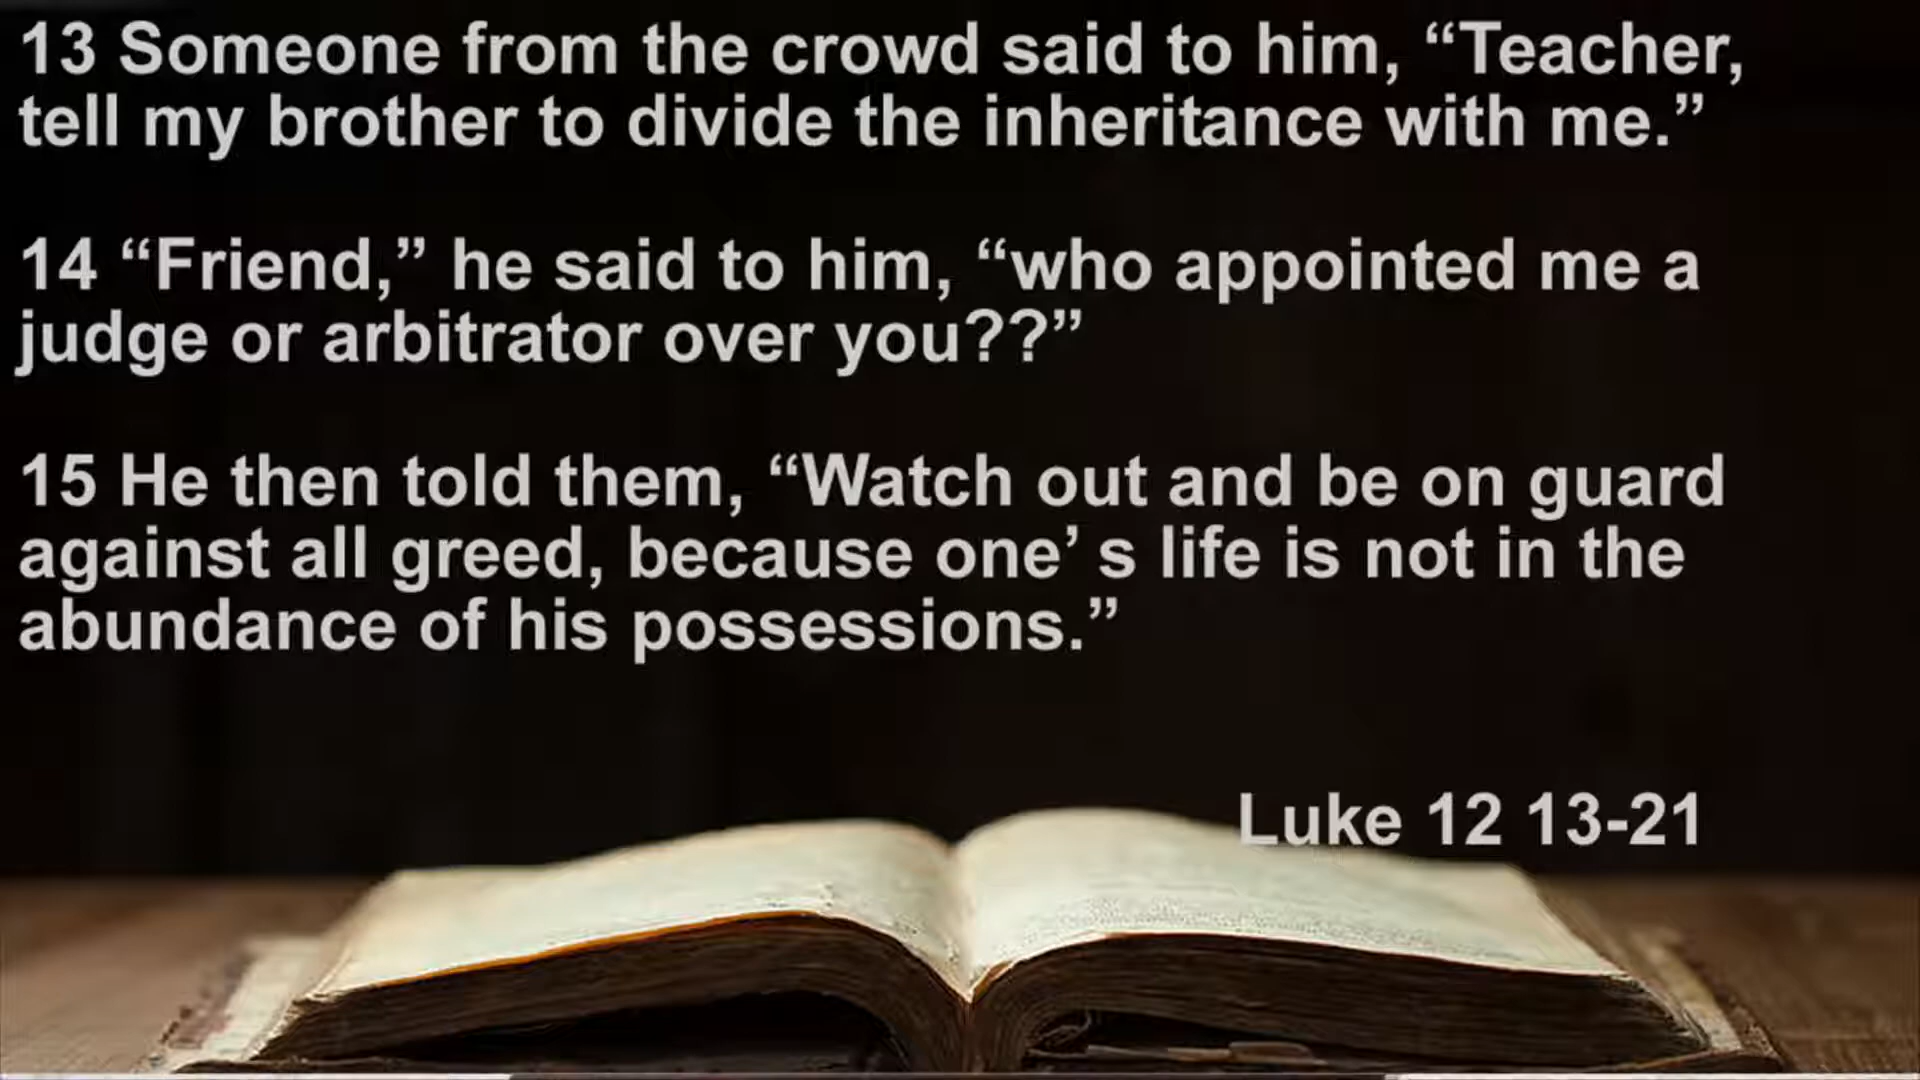 13 Someone from the crowd said to him, “Teacher,
tell my brother to divide the inheritance with me.”
14 “Friend,” he said to him, “who appointed me a
judge or arbitrator over you??”
15 He then told them, “Watch out and be on guard
against all greed, because one’ s life is not in the
abundance of his possessions.”
Luke 12 13-21